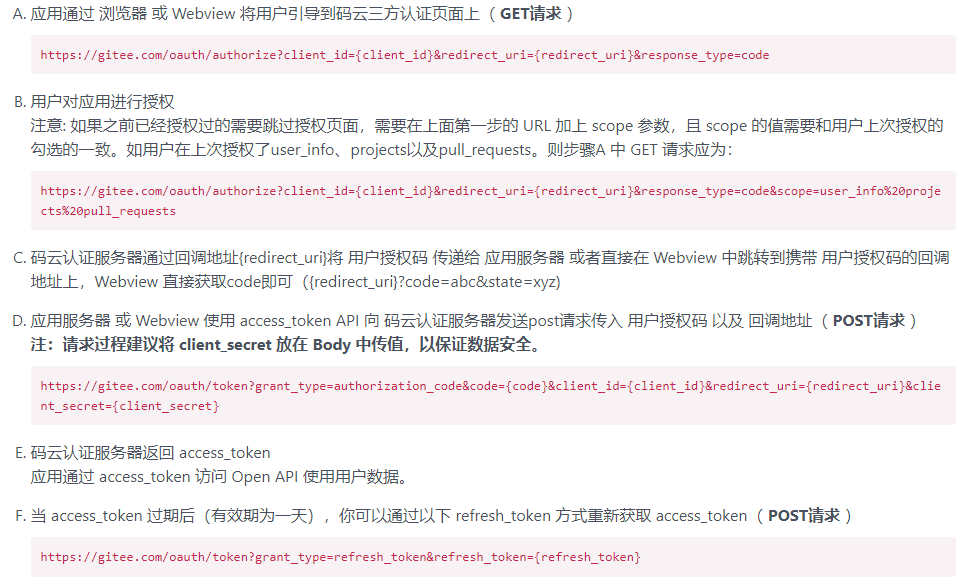 A. 应用通过 浏览器 或 Webview 将用户引导到码云三方认证页面上（ GET请求 ）
https://gitee.com/oauth/authorize?client_id={client_id}&redirect_uri={redirect_uri}&response_type=code
B. 用户对应用进行授权
注意: 如果之前已经授权过的需要跳过授权页面，需要在上面第一步的 URL 加上 scope 参数，且 scope 的值需要和用户上次授权的
勾选的一致。如用户在上次授权了user_info、projects以及pull_requests。则步骤A 中 GET 请求应为：
https://gitee.com/oauth/authorize?client_id={client_id}&redirect_uri={redirect_uri}&response_type=code&scope=user_info%20proje
cts%20pull_requests
C. 码云认证服务器通过回调地址{redirect_uri}将 用户授权码 传递给 应用服务器 或者直接在 Webview 中跳转到携带 用户授权码的回调
地址上，Webview 直接获取code即可（{redirect_uri}?code=abc&state=xyz)
D. 应用服务器 或 Webview 使用 access_token API 向 码云认证服务器发送post请求传入 用户授权码 以及 回调地址（ POST请求 ）
注：请求过程建议将 client_secret 放在 Body 中传值，以保证数据安全。
https://gitee.com/oauth/token?grant_type=authorization_code&code={code}&client_id={client_id}&redirect_uri={redirect_uri}&clie
nt_secret={client_secret}
E. 码云认证服务器返回 access_token
应用通过 access_token 访问 Open API 使用用户数据。
F. 当 access_token 过期后（有效期为一天），你可以通过以下 refresh_token 方式重新获取 access_token（ POST请求 ）
https://gitee.com/oauth/token?grant_type=refresh_token&refresh_token={refresh_token}